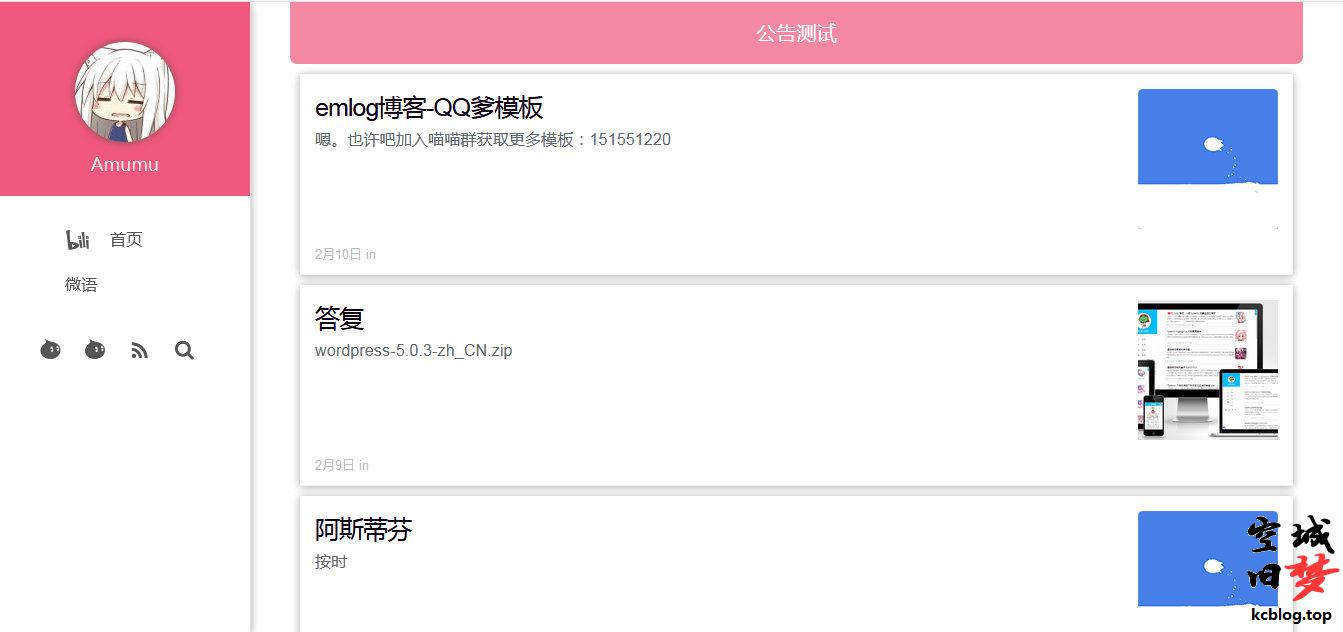 公告测试
Amumu
bili 首页
微语
emlog博客-QQ爹模板
嗯。也许吧加入喵喵群获取更多模板：151551220
2月10日 in
答复
wordpress-5.0.3-zh_CN.zip
2月9日 in
阿斯蒂芬
按时
空城
旧梦
kcblog.top